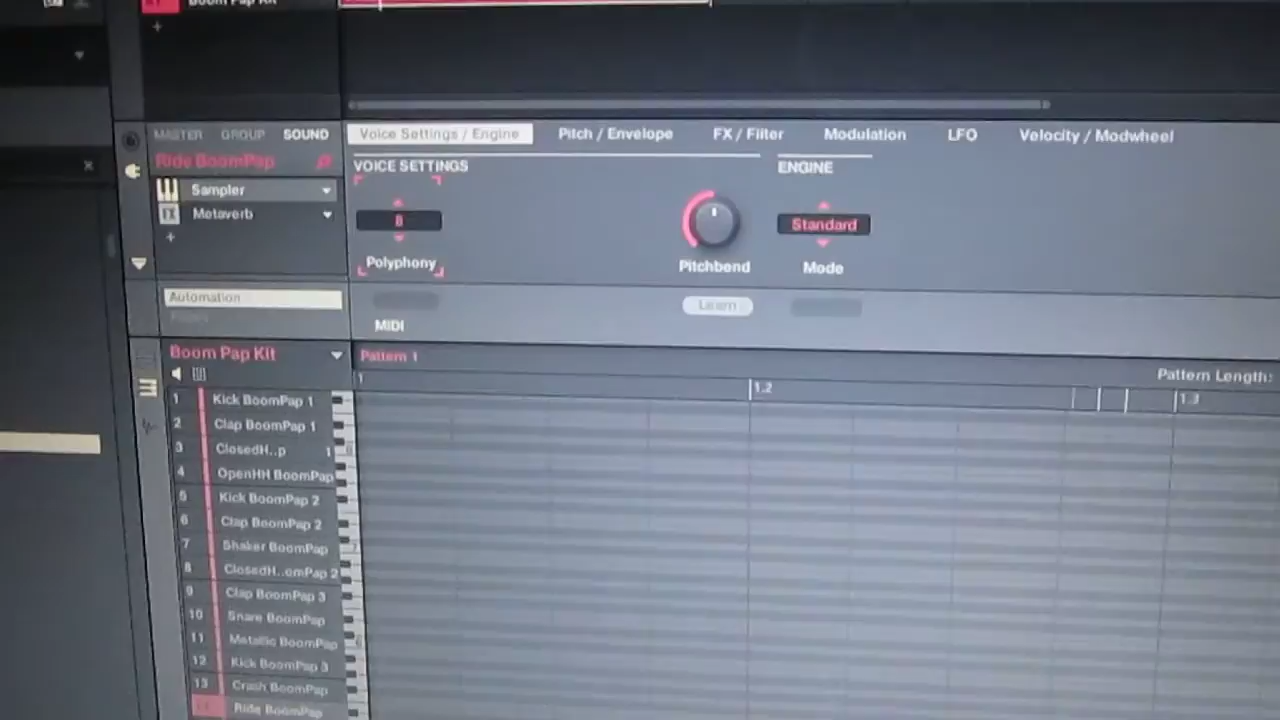 Boom Pap Kit
MASTER GROUP SOUND
Voice Settings / Engine Pitch / Envelope FX / Filter Modulation LFO Velocity / Modwheel
Ride BoomPap
VOICE SETTINGS ENGINE
Sampler
FX Metaverb
8
Standard
Polyphony Pitchbend Mode
Automation
Learn
MIDI
Boom Pap Kit
Pattern 1
Pattern Length:
1 1.2 1.3
1 Kick BoomPap 1
2 Clap BoomPap 1
3 ClosedH..p 1
4 OpenHH BoomPap
5 Kick BoomPap 2
6 Clap BoomPap 2
7 Shaker BoomPap
8 ClosedH..omPap 2
9 Clap BoomPap 3
10 Snare BoomPap
11 Metallic BoomPap
12 Kick BoomPap 3
13 Crash BoomPap
Ride BoomPap